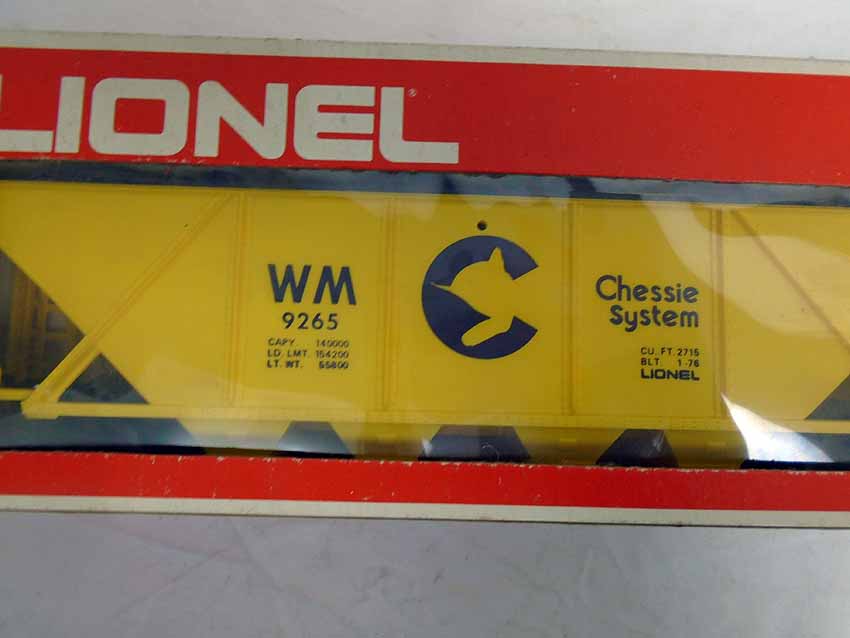 LIONEL®
WM
9265
CAPY. 140000
LD. LMT. 154200
LT. WT. 55800
Chessie
System
CU. FT. 2715
BLT. 1-76
LIONEL